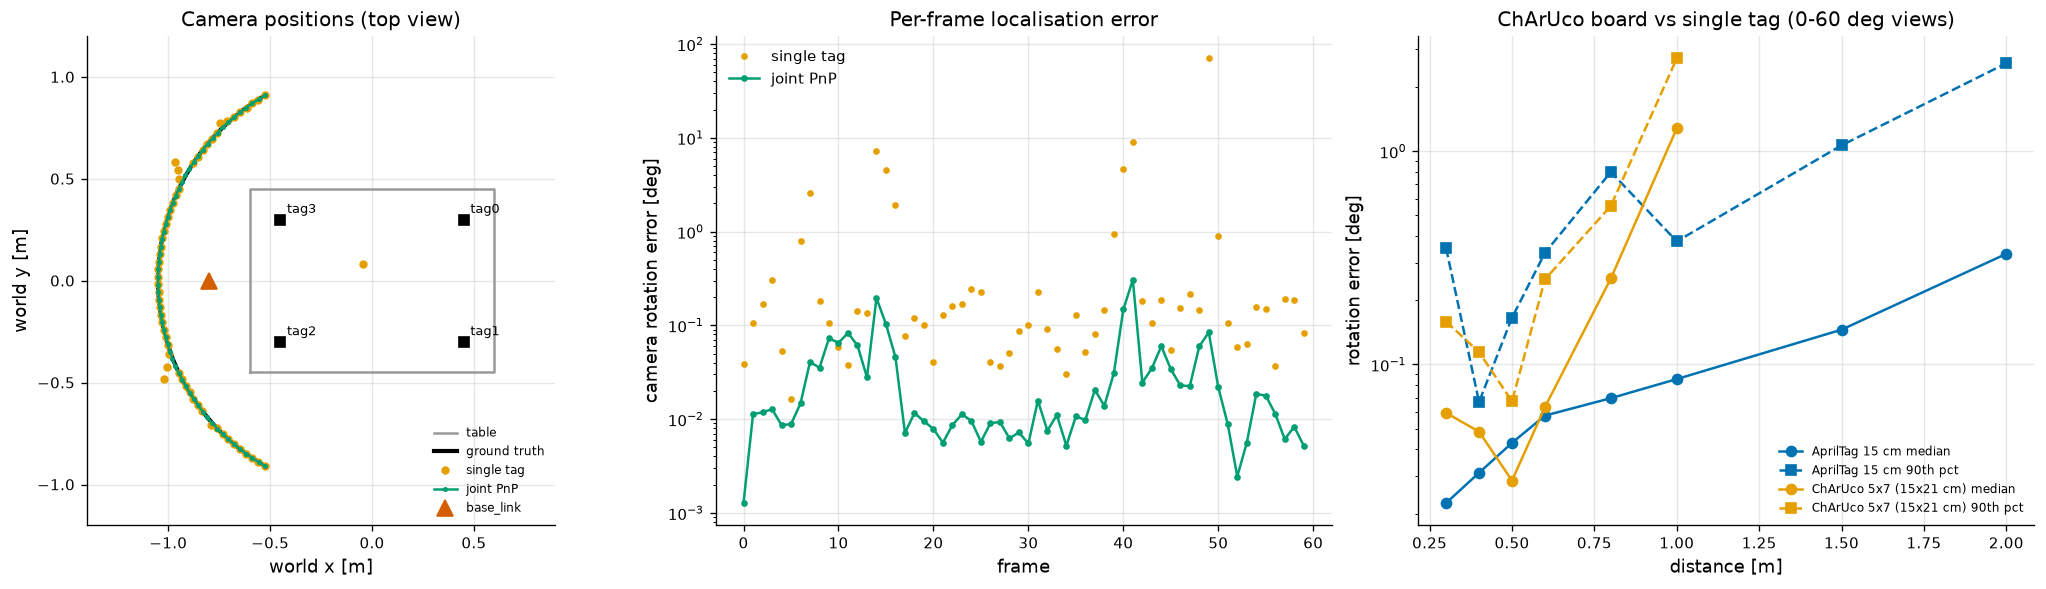 Camera positions (top view)
1.0
0.5
0.0
−0.5
−1.0
world y [m]
−1.0
−0.5
0.0
0.5
world x [m]
tag3
tag0
tag2
tag1
table
ground truth
single tag
joint PnP
base_link
Per-frame localisation error
10²
10¹
10⁰
10⁻¹
10⁻²
10⁻³
camera rotation error [deg]
0
10
20
30
40
50
60
frame
single tag
joint PnP
ChArUco board vs single tag (0-60 deg views)
10⁰
10⁻¹
rotation error [deg]
0.25
0.50
0.75
1.00
1.25
1.50
1.75
2.00
distance [m]
AprilTag 15 cm median
AprilTag 15 cm 90th pct
ChArUco 5x7 (15x21 cm) median
ChArUco 5x7 (15x21 cm) 90th pct